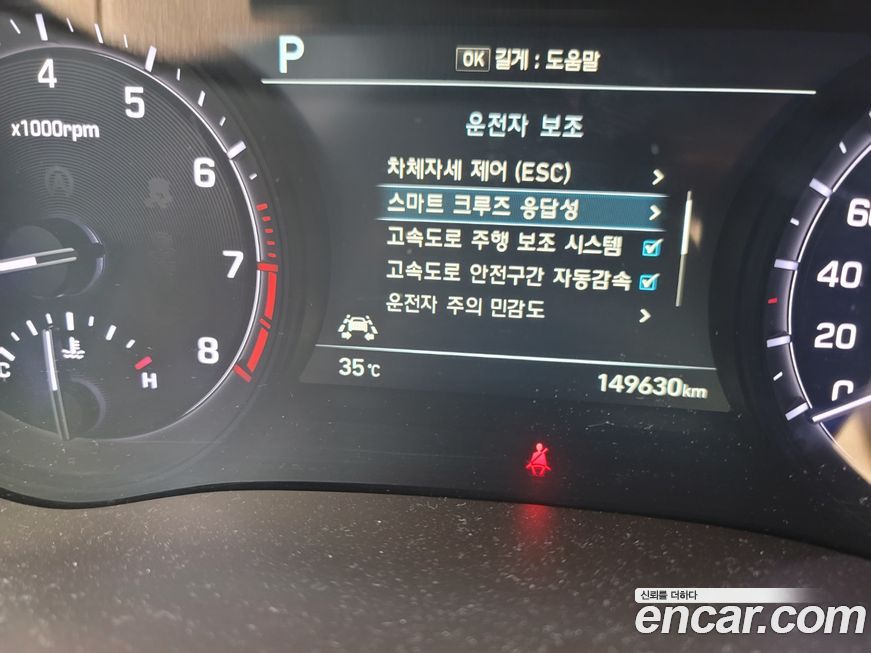 P
OK 길게 : 도움말
4
5
x1000rpm
6
7
8
C
H
운전자 보조
차체자세 제어 (ESC)
스마트 크루즈 응답성
고속도로 주행 보조 시스템
고속도로 안전구간 자동감속
운전자 주의 민감도
35℃
149630km
60
40
20
0
신뢰를 더하다
encar.com